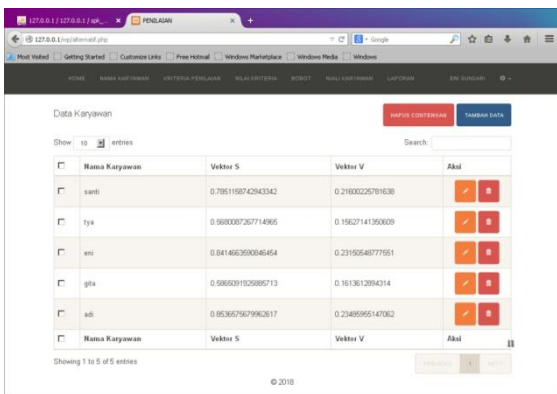 127.0.0.1 / 127.0.0.1 / spk_... PENILAIAN
127.0.0.1/wp/alternatif.php Google
Most Visited Getting Started Customize Links Free Hotmail Windows Marketplace Windows Media Windows
HOME NAMA KARYAWAN KRITERIA PENILAIAN NILAI KRITERIA BOBOT NILAI KARYAWAN LAPORAN ENI SUNDARI
Data Karyawan HAPUS CONTENGAN TAMBAH DATA
Show 10 entries Search:
Nama Karyawan Vektor S Vektor V Aksi
santi 0.7851158742943342 0.21600225781638
tya 0.5680087267714965 0.15627141350609
eni 0.8414663590846454 0.23150548777551
gita 0.5865091925885713 0.1613612894314
adi 0.8536575679962617 0.23485955147062
Nama Karyawan Vektor S Vektor V Aksi
Showing 1 to 5 of 5 entries PREVIOUS 1 NEXT
© 2018